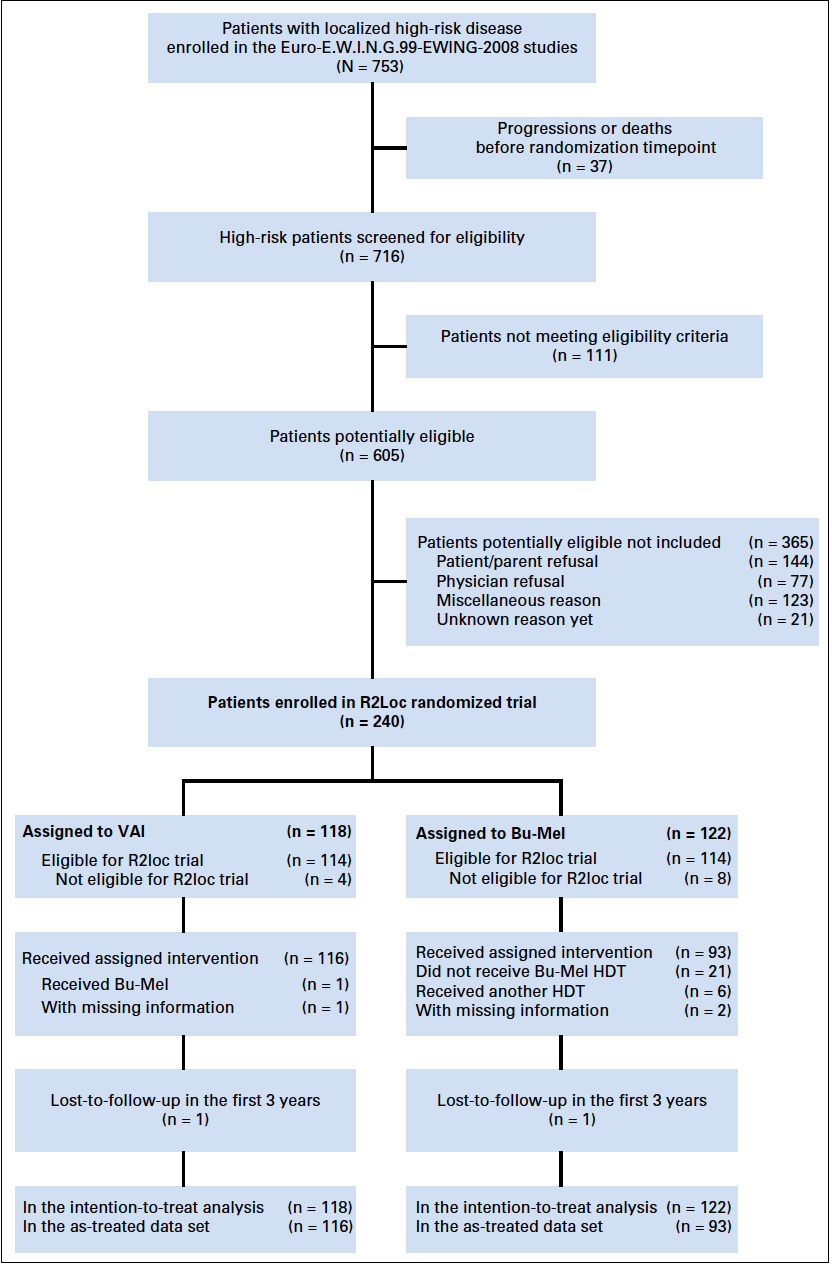 Patients with localized high-risk disease
enrolled in the Euro-E.W.I.N.G.99-EWING-2008 studies
(N = 753)
Progressions or deaths
before randomization timepoint
(n = 37)
High-risk patients screened for eligibility
(n = 716)
Patients not meeting eligibility criteria
(n = 111)
Patients potentially eligible
(n = 605)
Patients potentially eligible not included (n = 365)
Patient/parent refusal (n = 144)
Physician refusal (n = 77)
Miscellaneous reason (n = 123)
Unknown reason yet (n = 21)
Patients enrolled in R2Loc randomized trial
(n = 240)
Assigned to VAI (n = 118)
Eligible for R2loc trial (n = 114)
Not eligible for R2loc trial (n = 4)
Assigned to Bu-Mel (n = 122)
Eligible for R2loc trial (n = 114)
Not eligible for R2loc trial (n = 8)
Received assigned intervention (n = 116)
Received Bu-Mel (n = 1)
With missing information (n = 1)
Received assigned intervention (n = 93)
Did not receive Bu-Mel HDT (n = 21)
Received another HDT (n = 6)
With missing information (n = 2)
Lost-to-follow-up in the first 3 years
(n = 1)
Lost-to-follow-up in the first 3 years
(n = 1)
In the intention-to-treat analysis (n = 118)
In the as-treated data set (n = 116)
In the intention-to-treat analysis (n = 122)
In the as-treated data set (n = 93)